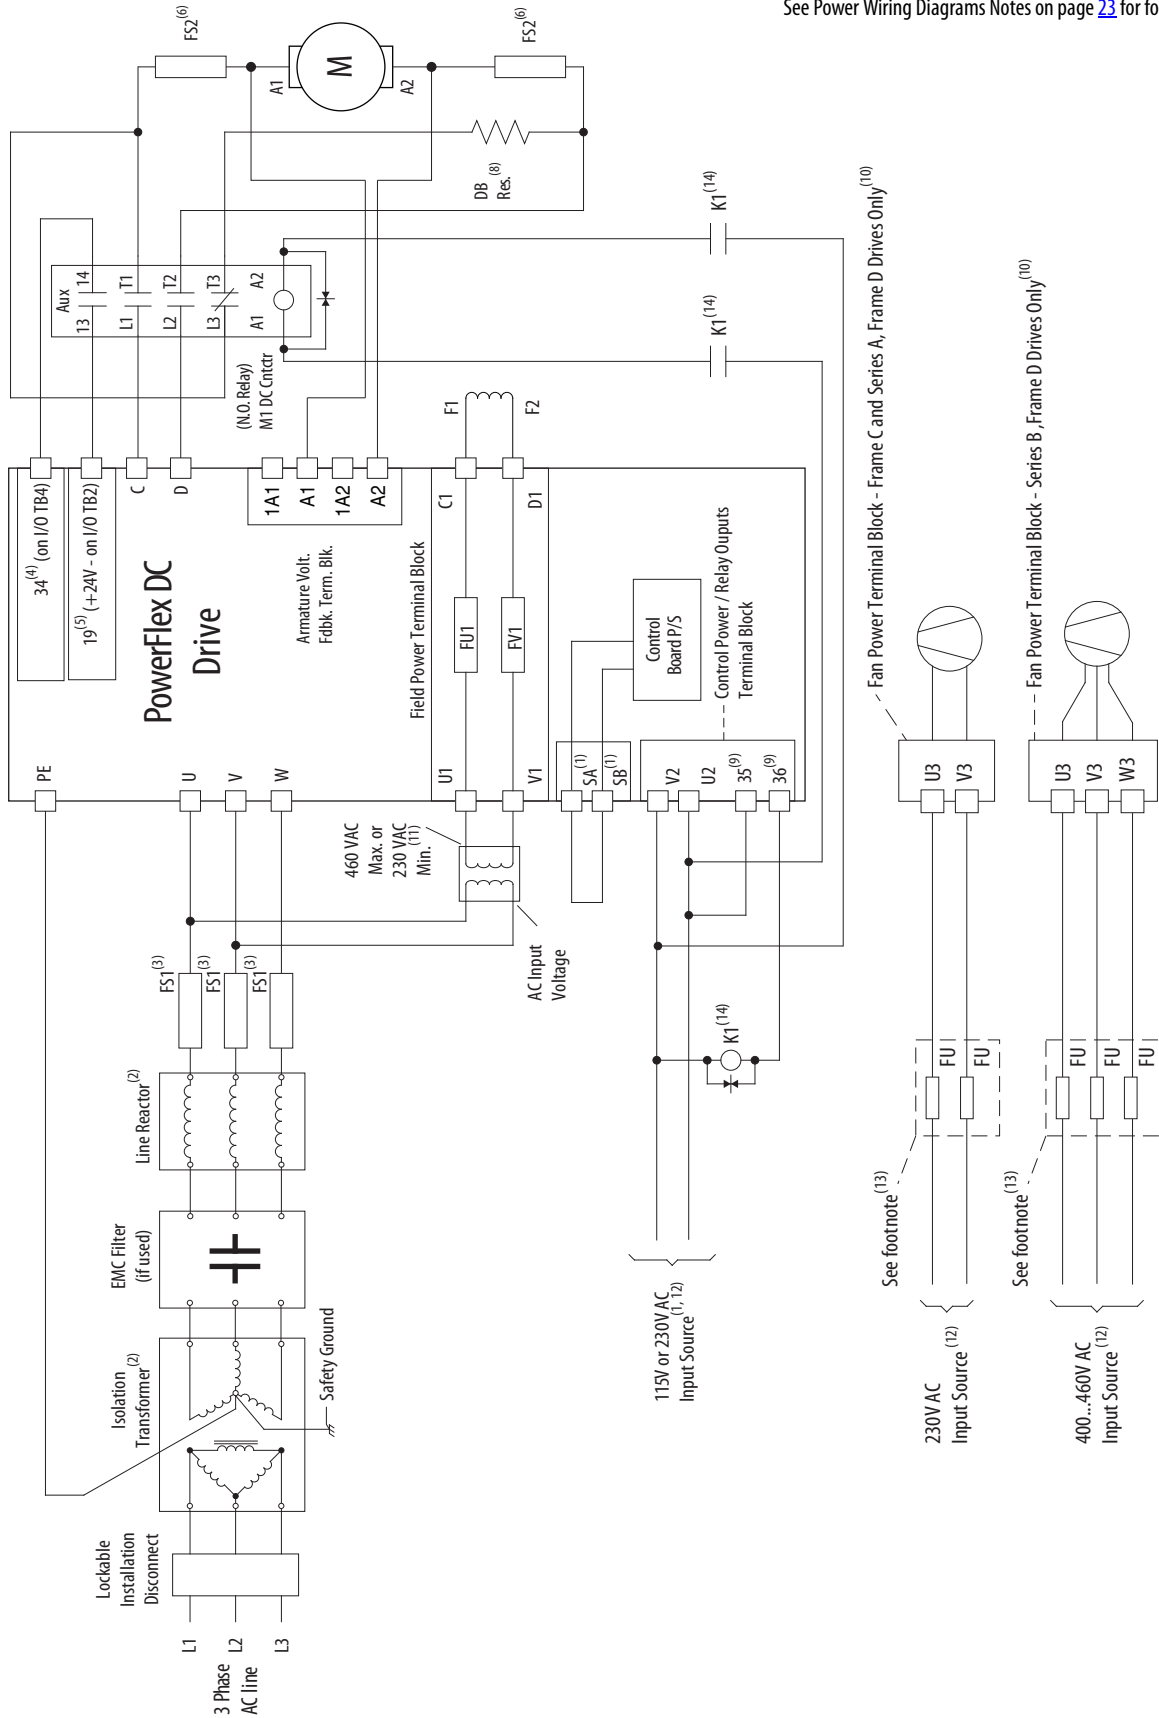 See Power Wiring Diagrams Notes on page 23 for fo
3 Phase
AC line
L1
L2
L3
Lockable
Installation
Disconnect
Isolation
Transformer(2)
Safety Ground
EMC Filter
(if used)
Line Reactor(2)
FS1(3)
FS1(3)
FS1(3)
AC Input
Voltage
460 VAC
Max. or
230 VAC
(11)
Min.
PE
U
V
W
U1
V1
SA(1)
SB(1)
V2
U2
35(9)
36(9)
PowerFlex DC
Drive
34(4) (on I/O TB4)
19(5) (+24V - on I/O TB2)
C
D
1A1
A1
1A2
A2
Armature Volt.
Fdbk. Term. Blk.
Field Power Terminal Block
FU1
FV1
C1
D1
F1
F2
Control
Board P/S
Control Power / Relay Ouputs
Terminal Block
(N.O. Relay)
M1 DC Cntctr
Aux
13
14
L1
T1
L2
T2
L3
T3
A1
A2
FS2(6)
FS2(6)
A1
M
A2
DB
Res.
(8)
K1(14)
K1(14)
K1(14)
115V or 230V AC
Input Source(1, 12)
Fan Power Terminal Block - Frame C and Series A, Frame D Drives Only(10)
U3
V3
FU
FU
See footnote(13)
230V AC
Input Source(12)
Fan Power Terminal Block - Series B ,Frame D Drives Only(10)
U3
V3
W3
FU
FU
FU
See footnote(13)
400...460V AC
Input Source(12)